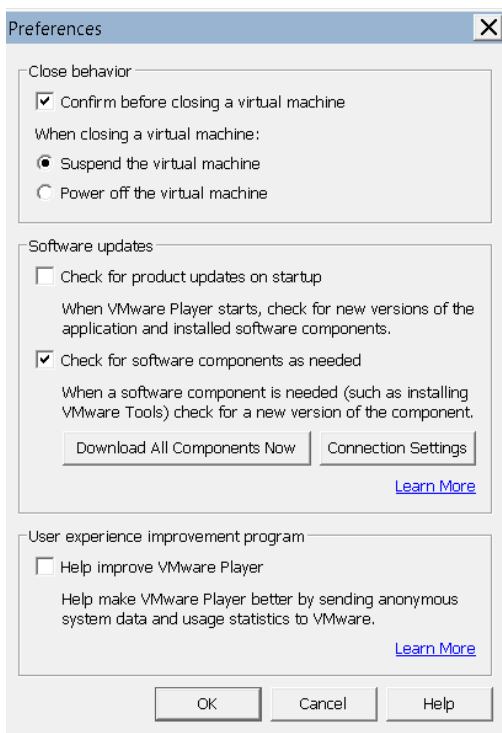 Preferences
Close behavior
Confirm before closing a virtual machine
When closing a virtual machine:
Suspend the virtual machine
Power off the virtual machine
Software updates
Check for product updates on startup
When VMware Player starts, check for new versions of the
application and installed software components.
Check for software components as needed
When a software component is needed (such as installing
VMware Tools) check for a new version of the component.
Download All Components Now
Connection Settings
Learn More
User experience improvement program
Help improve VMware Player
Help make VMware Player better by sending anonymous
system data and usage statistics to VMware.
Learn More
OK
Cancel
Help